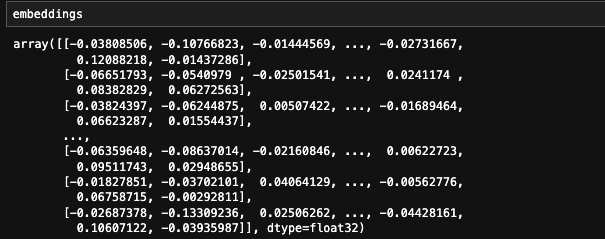 embeddings
array([[-0.03808506, -0.10766823, -0.01444569, ..., -0.02731667,
0.12088218, -0.01437286],
[-0.06651793, -0.0540979 , -0.02501541, ..., 0.0241174 ,
0.08382829, 0.06272563],
[-0.03824397, -0.06244875, 0.00507422, ..., -0.01689464,
0.06623287, 0.01554437],
...,
[-0.06359648, -0.08637014, -0.02160846, ..., 0.00622723,
0.09511743, 0.02948655],
[-0.01827851, -0.03702101, 0.04064129, ..., -0.00562776,
0.06758715, -0.00292811],
[-0.02687378, -0.13309236, 0.02506262, ..., -0.04428161,
0.10607122, -0.03935987]], dtype=float32)